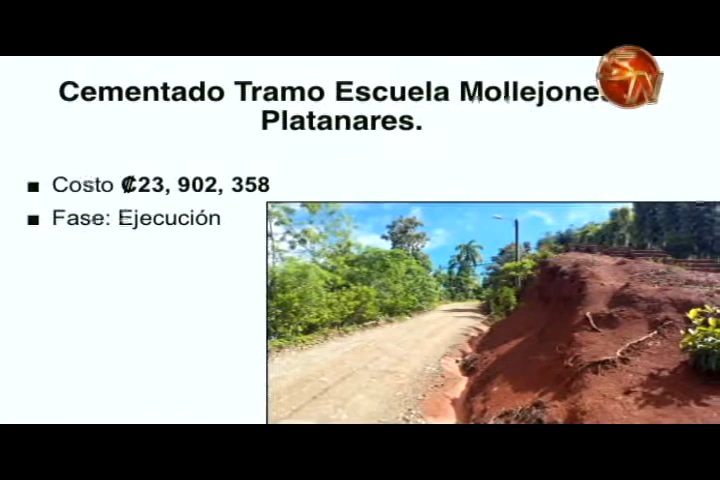 Cementado Tramo Escuela Mollejones
Platanares.
Costo ₡23, 902, 358
Fase: Ejecución